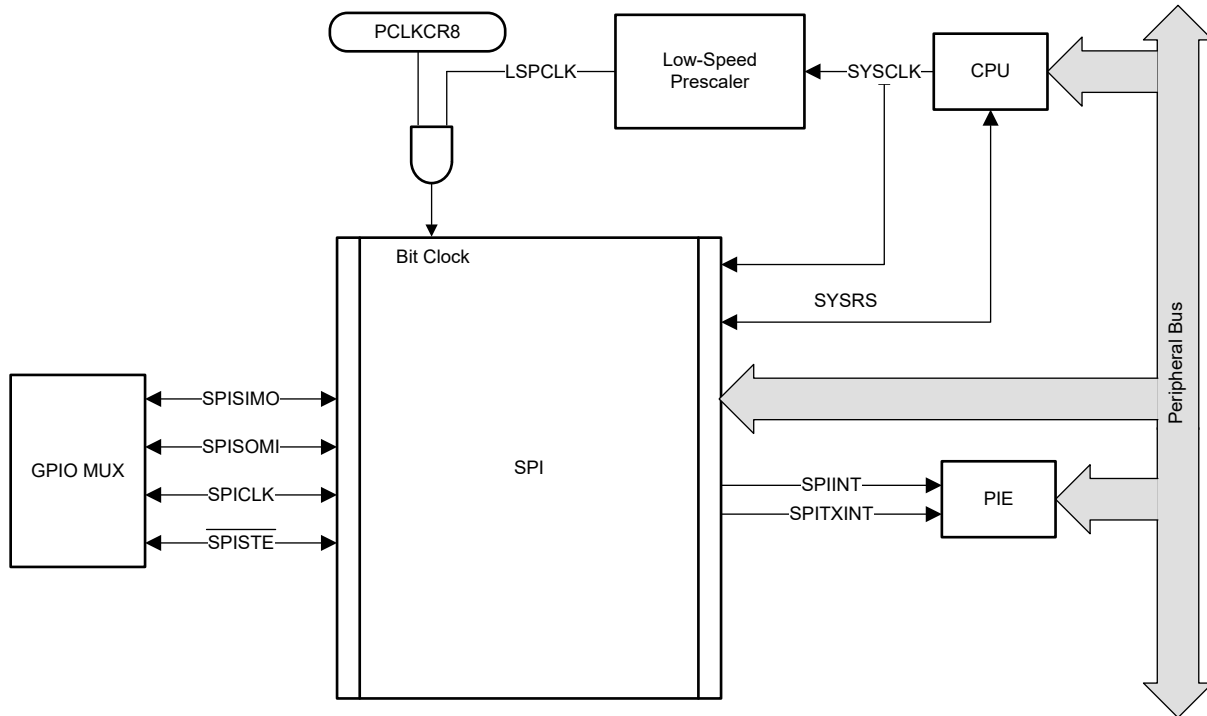 PCLKCR8
Low-Speed
Prescaler
LSPCLK
SYSCLK
CPU
Bit Clock
SYSRS
Peripheral Bus
GPIO MUX
SPISIMO
SPISOMI
SPICLK
SPISTE
SPI
SPIINT
SPITXINT
PIE